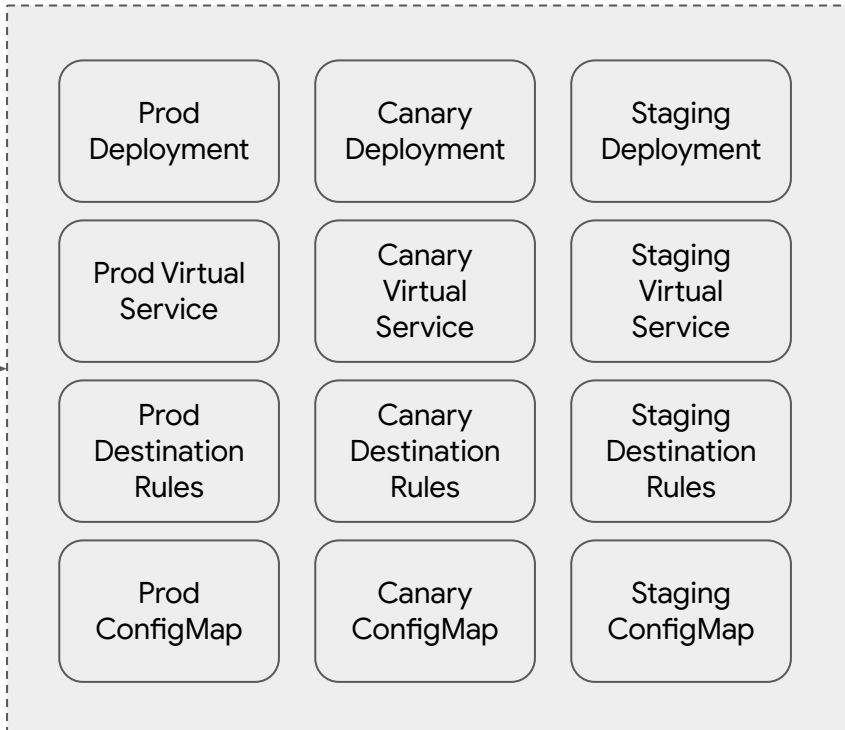 Prod
Deployment
Canary
Deployment
Staging
Deployment
Prod Virtual
Service
Canary
Virtual
Service
Staging
Virtual
Service
Prod
Destination
Rules
Canary
Destination
Rules
Staging
Destination
Rules
Prod
ConfigMap
Canary
ConfigMap
Staging
ConfigMap